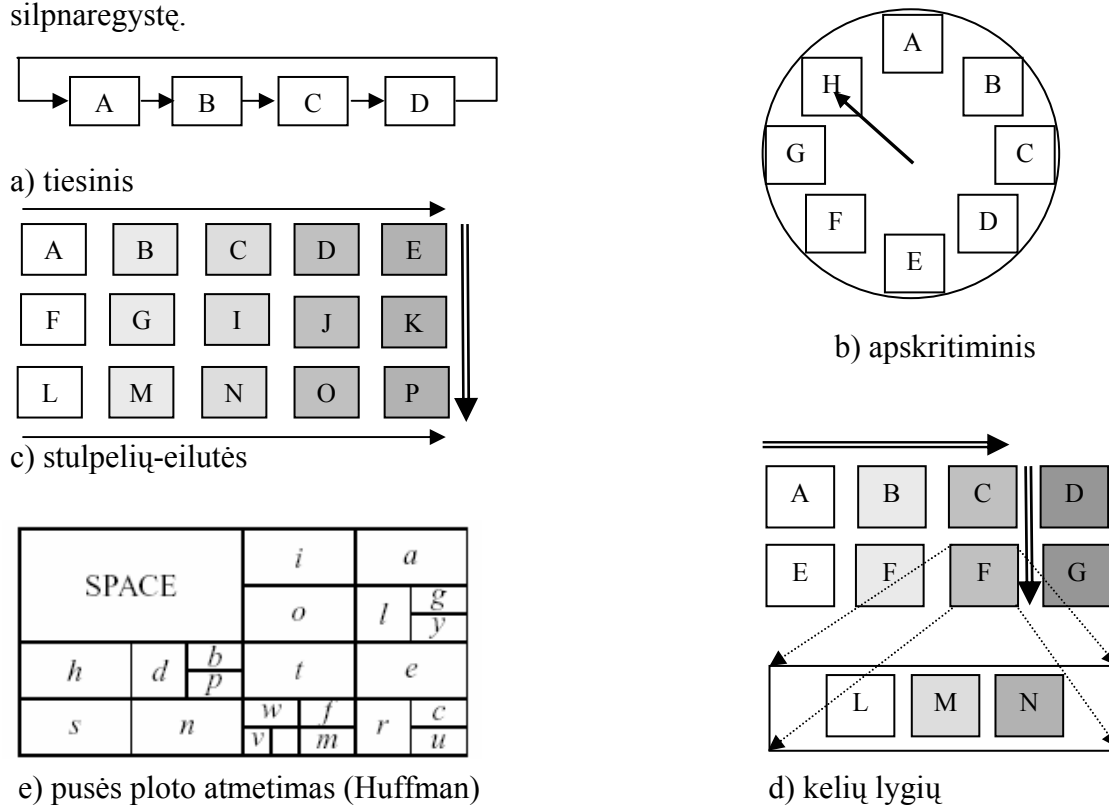 silpnaregystę.
A B C D
a) tiesinis
A
H B
G C
F D
E
b) apskritiminis
A B C D E
F G I J K
L M N O P
c) stulpelių-eilutės
SPACE i a
o l g
y
h d b t e
p
s n w f r c
v m u
e) pusės ploto atmetimas (Huffman)
A B C D
E F F G
L M N
d) kelių lygių